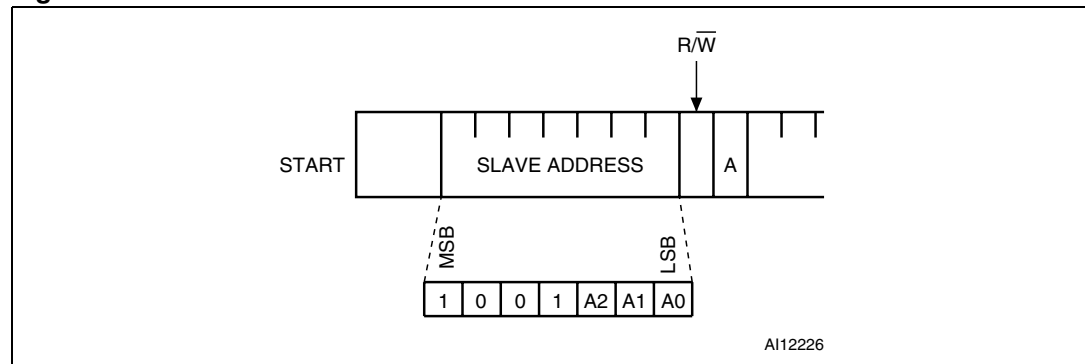 R/W̅
START
SLAVE ADDRESS
A
MSB
LSB
1 0 0 1 A2 A1 A0
AI12226